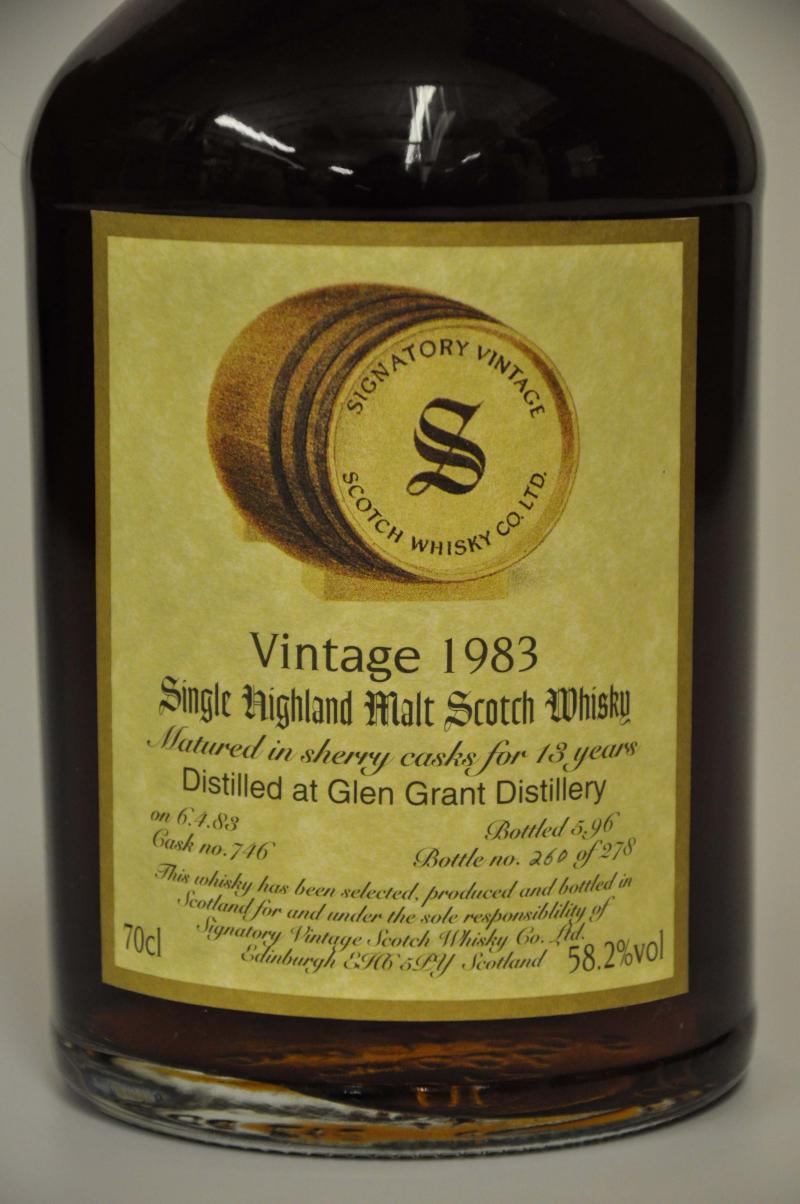 SIGNATORY VINTAGE
S
SCOTCH WHISKY CO. LTD.
Vintage 1983
Single Highland Malt Scotch Whisky
Matured in sherry casks for 13 years
Distilled at Glen Grant Distillery
on 6.4.83 Bottled 5.96
Cask no. 746 Bottle no. 260 of 278
This whisky has been selected, produced and bottled in
Scotland for and under the sole responsiblility of
Signatory Vintage Scotch Whisky Co. Ltd.
Edinburgh EH6 5PY Scotland
70cl 58.2%vol